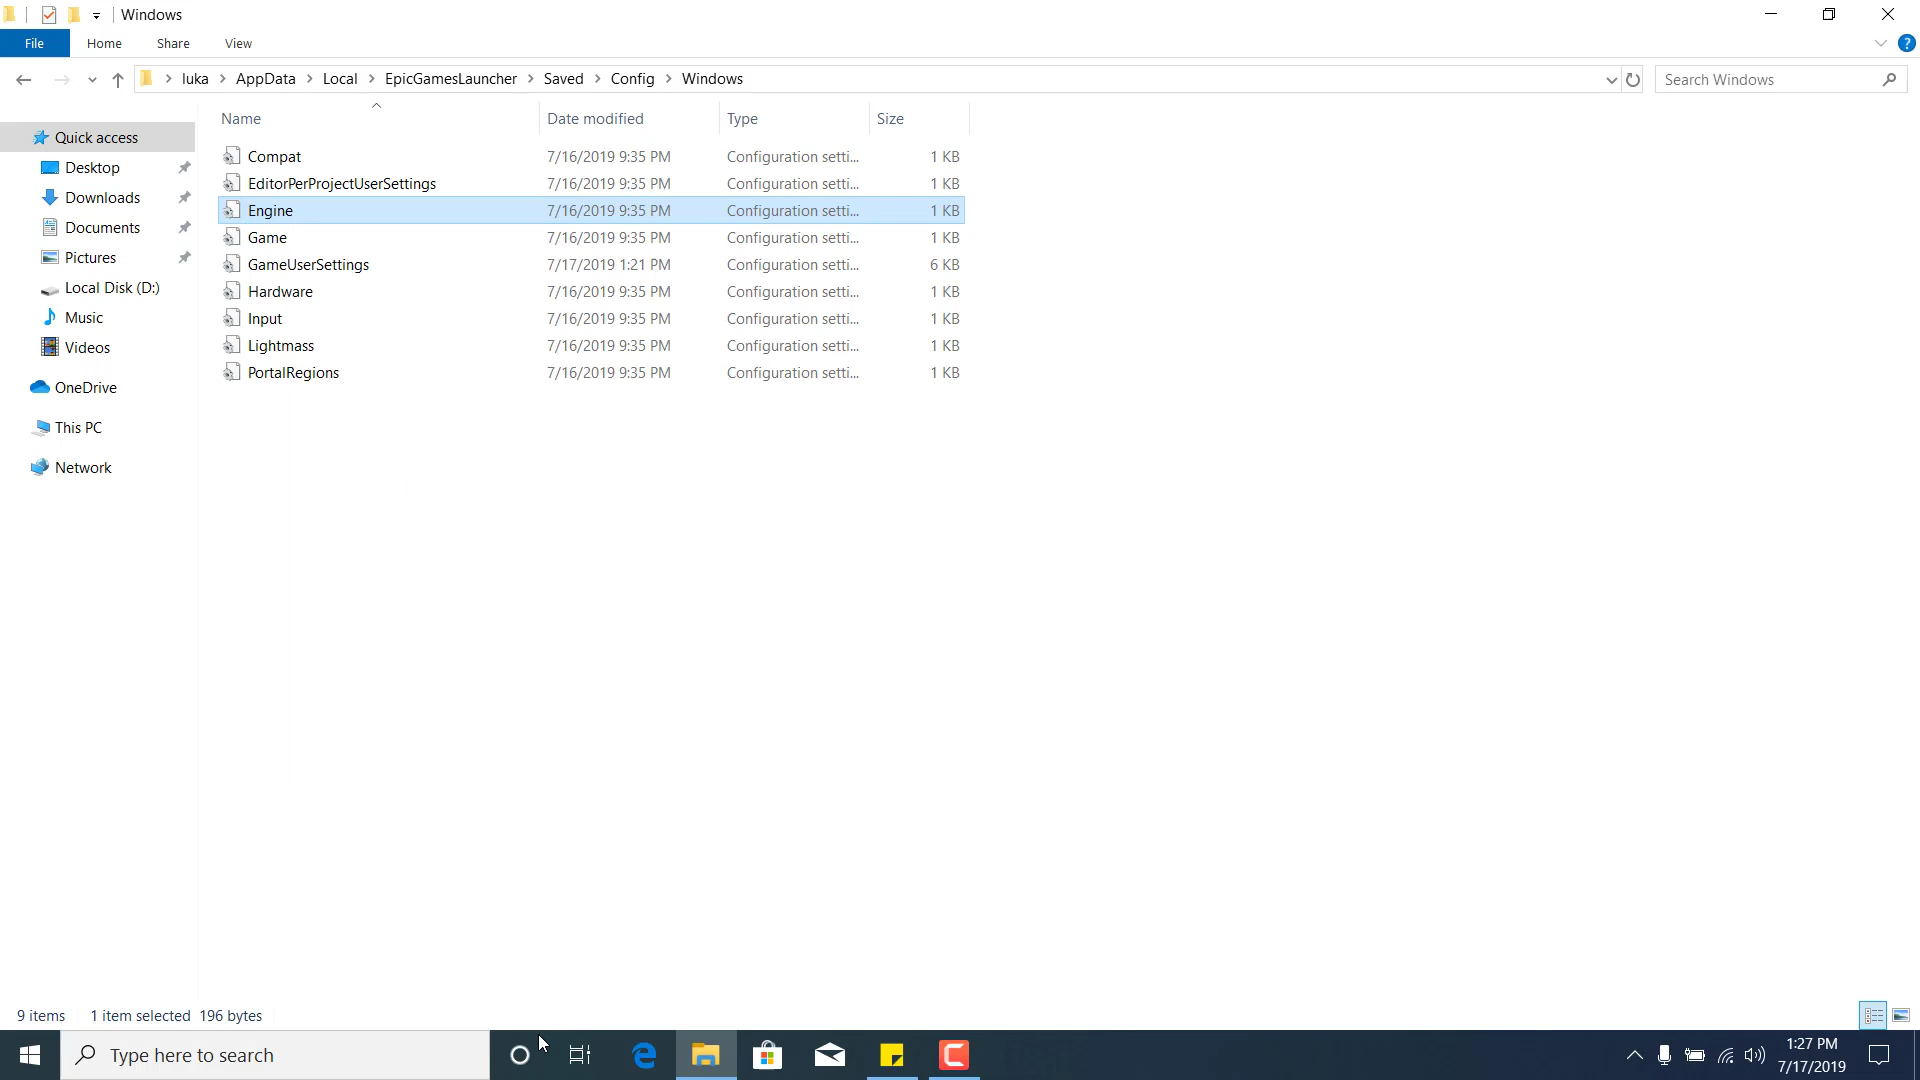 Windows
File Home Share View
luka AppData Local EpicGamesLauncher Saved Config Windows
Search Windows
Name Date modified Type Size
Quick access
Desktop
Downloads
Documents
Pictures
Local Disk (D:)
Music
Videos
OneDrive
This PC
Network
Compat 7/16/2019 9:35 PM Configuration setti... 1 KB
EditorPerProjectUserSettings 7/16/2019 9:35 PM Configuration setti... 1 KB
Engine 7/16/2019 9:35 PM Configuration setti... 1 KB
Game 7/16/2019 9:35 PM Configuration setti... 1 KB
GameUserSettings 7/17/2019 1:21 PM Configuration setti... 6 KB
Hardware 7/16/2019 9:35 PM Configuration setti... 1 KB
Input 7/16/2019 9:35 PM Configuration setti... 1 KB
Lightmass 7/16/2019 9:35 PM Configuration setti... 1 KB
PortalRegions 7/16/2019 9:35 PM Configuration setti... 1 KB
9 items 1 item selected 196 bytes
Type here to search
1:27 PM
7/17/2019